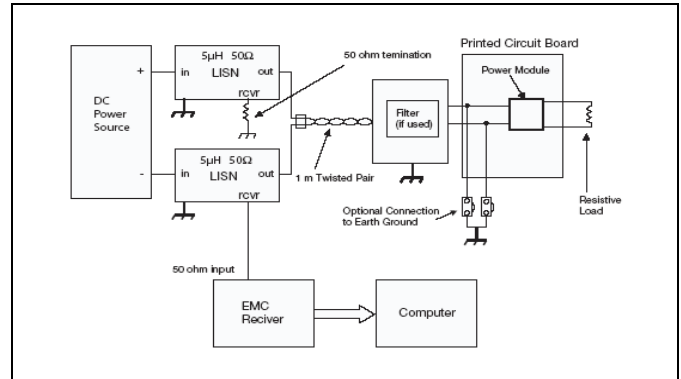 Printed Circuit Board
5µH 50Ω
LISN
in
out
rcvr
50 ohm temination
Power Module
+
DC
Power
Source
-
Filter
(if used)
5µH 50Ω
LISN
in
out
rcvr
1 m Twisted Pair
Optional Connection
to Earth Ground
Resistive
Load
50 ohm input
EMC
Reciver
Computer